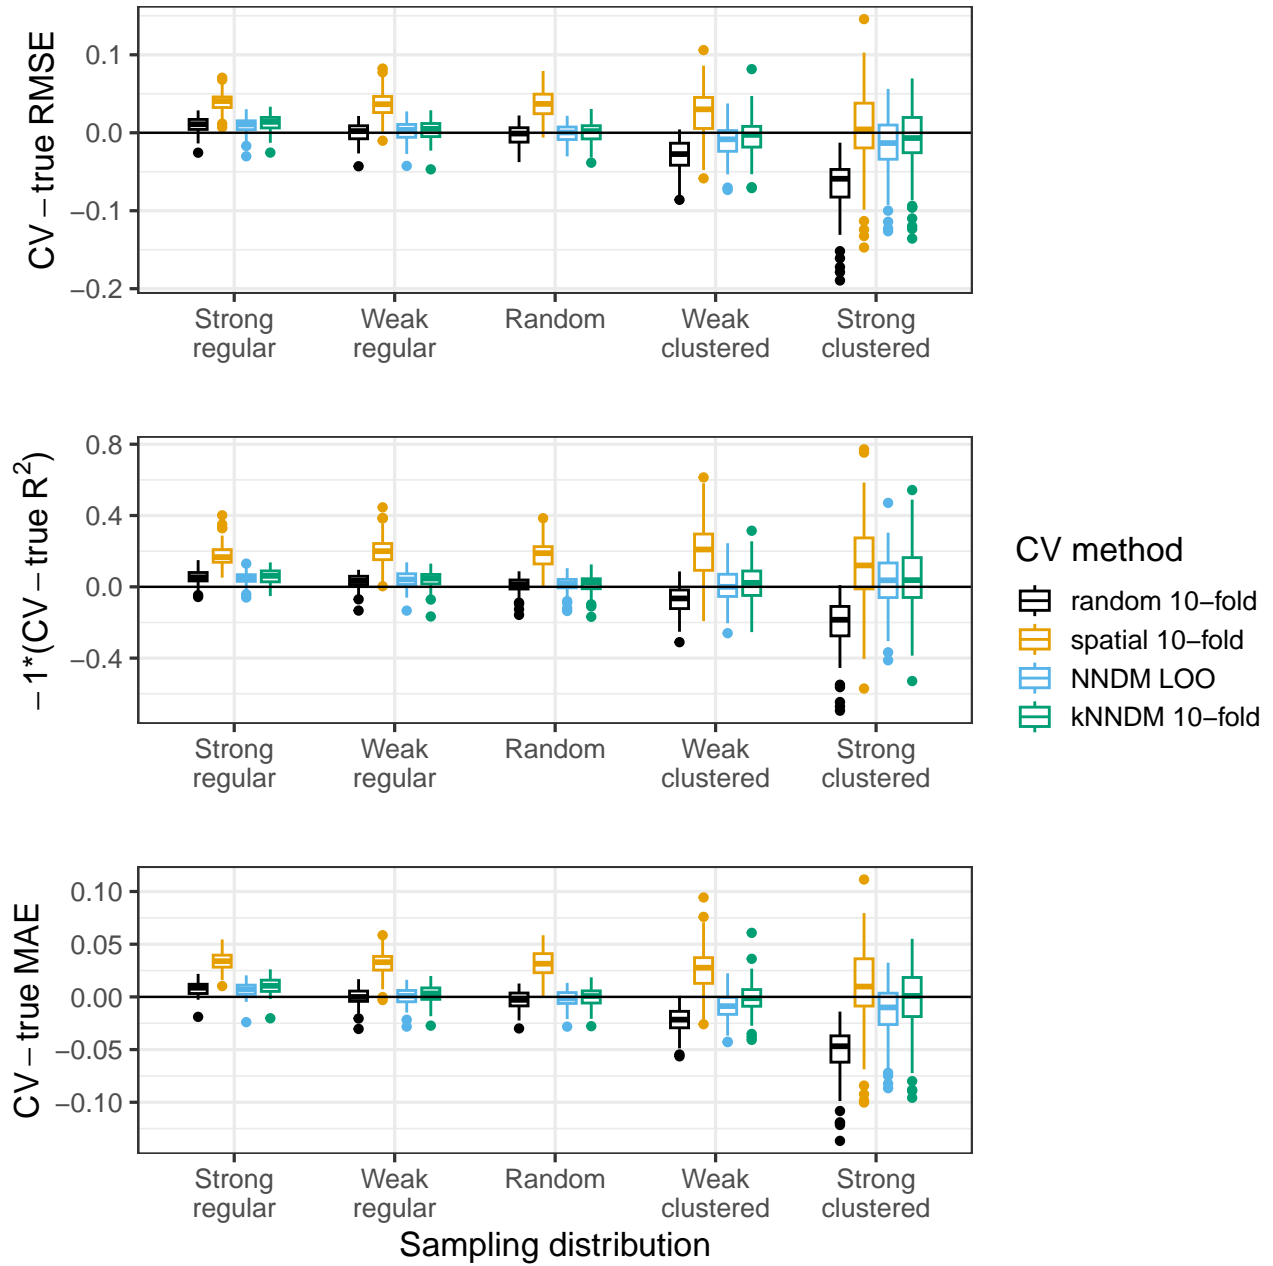 CV – true RMSE
0.1
0.0
−0.1
−0.2
Strong regular
Weak regular
Random
Weak clustered
Strong clustered
− 1*(CV – true R²)
0.8
0.4
0.0
−0.4
Strong regular
Weak regular
Random
Weak clustered
Strong clustered
CV – true MAE
0.10
0.05
0.00
−0.05
−0.10
Strong regular
Weak regular
Random
Weak clustered
Strong clustered
Sampling distribution
CV method
random 10−fold
spatial 10−fold
NNDM LOO
kNNDM 10−fold